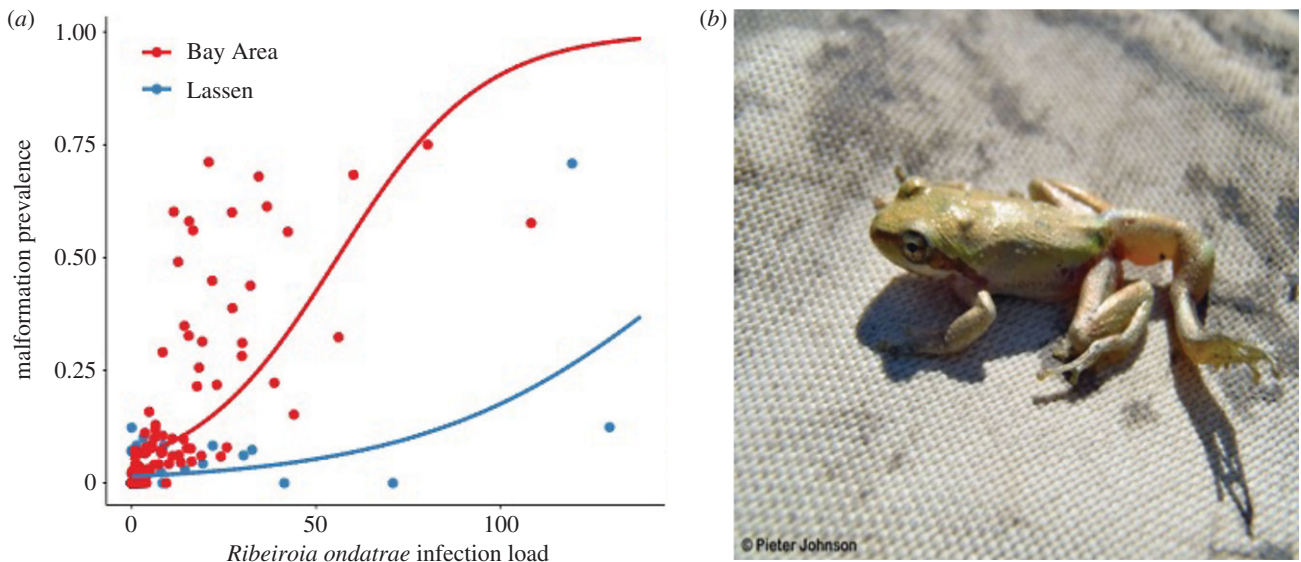 (a)
1.00
0.75
0.50
0.25
0
malformation prevalence
Bay Area
Lassen
0 50 100
Ribeiroia ondatrae infection load
(b)
© Pieter Johnson